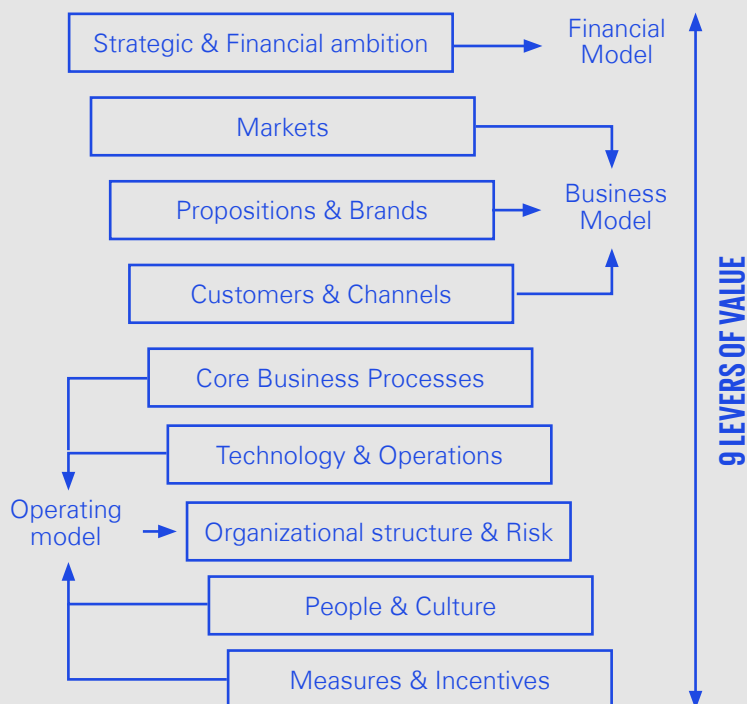 Strategic & Financial ambition
Financial
Model
Markets
Propositions & Brands
Business
Model
Customers & Channels
Core Business Processes
Technology & Operations
Operating
model
Organizational structure & Risk
People & Culture
Measures & Incentives
9 LEVERS OF VALUE